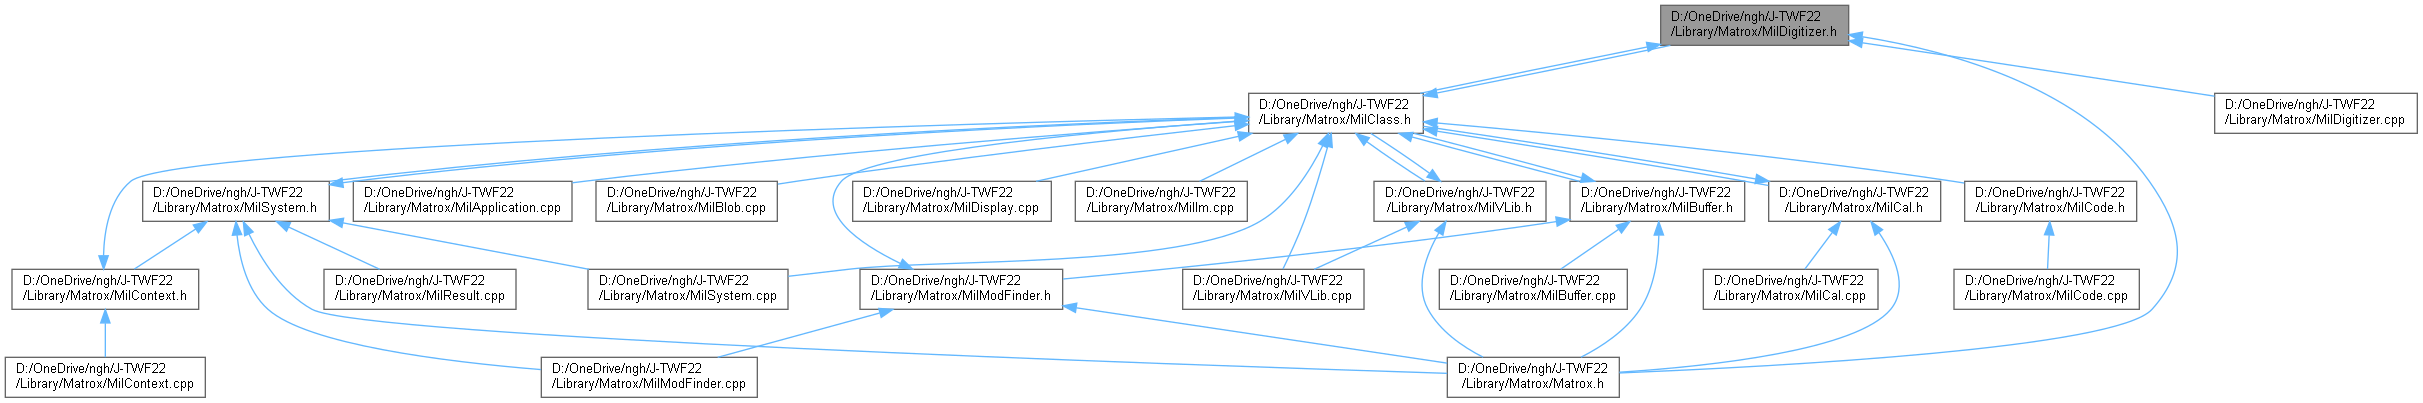 D:/OneDrive/ngh/J-TWF22
/Library/Matrox/MilDigitizer.h
D:/OneDrive/ngh/J-TWF22
/Library/Matrox/MilClass.h
D:/OneDrive/ngh/J-TWF22
/Library/Matrox/MilDigitizer.cpp
D:/OneDrive/ngh/J-TWF22
/Library/Matrox/MilSystem.h
D:/OneDrive/ngh/J-TWF22
/Library/Matrox/MilApplication.cpp
D:/OneDrive/ngh/J-TWF22
/Library/Matrox/MilBlob.cpp
D:/OneDrive/ngh/J-TWF22
/Library/Matrox/MilDisplay.cpp
D:/OneDrive/ngh/J-TWF22
/Library/Matrox/MilIm.cpp
D:/OneDrive/ngh/J-TWF22
/Library/Matrox/MilVLib.h
D:/OneDrive/ngh/J-TWF22
/Library/Matrox/MilBuffer.h
D:/OneDrive/ngh/J-TWF22
/Library/Matrox/MilCal.h
D:/OneDrive/ngh/J-TWF22
/Library/Matrox/MilCode.h
D:/OneDrive/ngh/J-TWF22
/Library/Matrox/MilContext.h
D:/OneDrive/ngh/J-TWF22
/Library/Matrox/MilResult.cpp
D:/OneDrive/ngh/J-TWF22
/Library/Matrox/MilSystem.cpp
D:/OneDrive/ngh/J-TWF22
/Library/Matrox/MilModFinder.h
D:/OneDrive/ngh/J-TWF22
/Library/Matrox/MilVLib.cpp
D:/OneDrive/ngh/J-TWF22
/Library/Matrox/MilBuffer.cpp
D:/OneDrive/ngh/J-TWF22
/Library/Matrox/MilCal.cpp
D:/OneDrive/ngh/J-TWF22
/Library/Matrox/MilCode.cpp
D:/OneDrive/ngh/J-TWF22
/Library/Matrox/MilContext.cpp
D:/OneDrive/ngh/J-TWF22
/Library/Matrox/MilModFinder.cpp
D:/OneDrive/ngh/J-TWF22
/Library/Matrox/Matrox.h